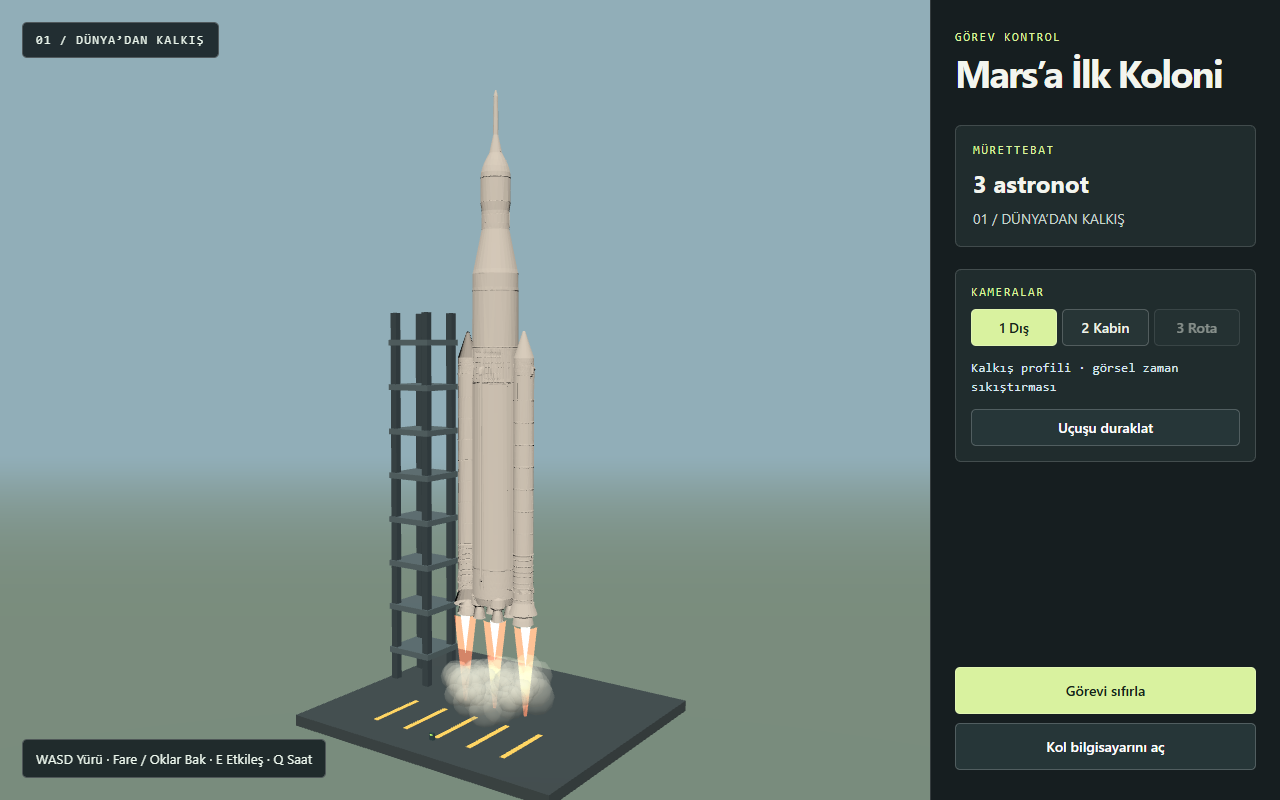 01 / DÜNYA’DAN KALKIŞ
GÖREV KONTROL
Mars’a İlk Koloni
MÜRETTEBAT
3 astronot
01 / DÜNYA’DAN KALKIŞ
KAMERALAR
1 Dış
2 Kabin
3 Rota
Kalkış profili · görsel zaman
sıkıştırması
Uçuşu duraklat
Görevi sıfırla
Kol bilgisayarını aç
WASD Yürü · Fare / Oklar Bak · E Etkileş · Q Saat